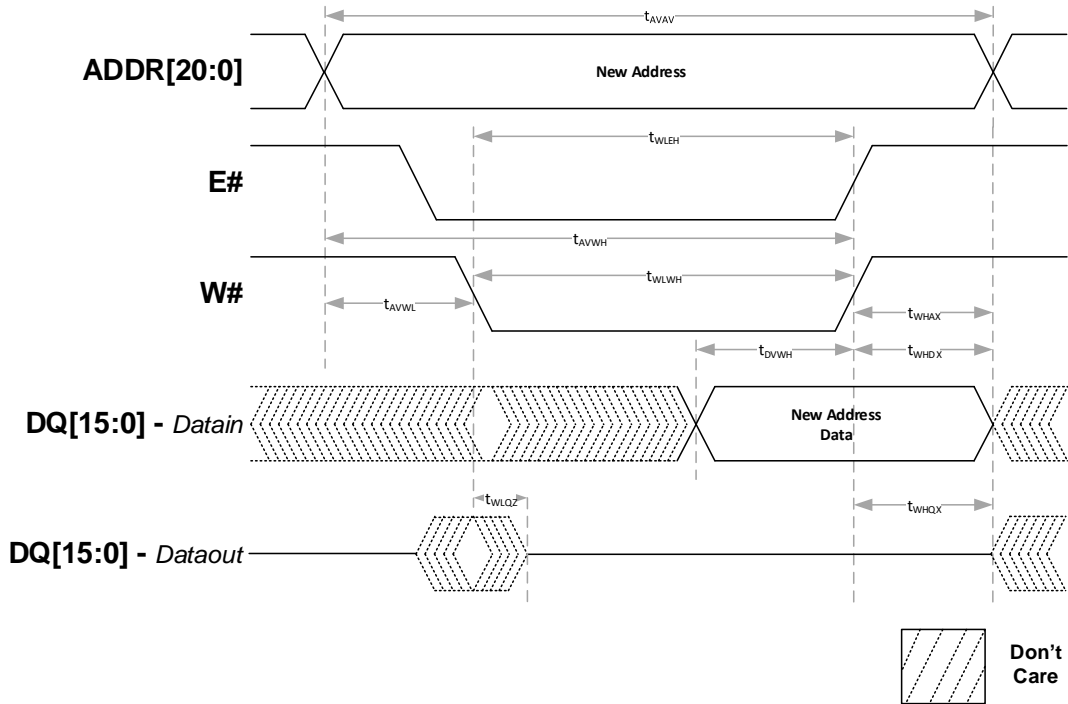 tAVAV
ADDR[20:0]
New Address
tWLEH
E#
tAVWH
W#
tWLWH
tAVWL
tWHAX
tDVWH
tWHDX
DQ[15:0] - Datain
New Address
Data
tWLQZ
tWHQX
DQ[15:0] - Dataout
Don't
Care